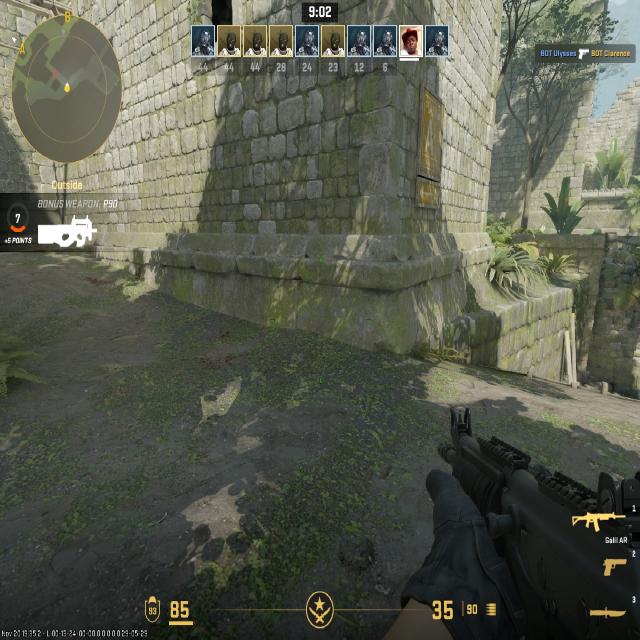 9:02
B
A
44 44 44 28 24 23 12 6
BOT Ulysses BOT Clarence
Outside
BONUS WEAPON: P90
7
+5 POINTS
1
Galil AR
2
3
93 85
35 | 90